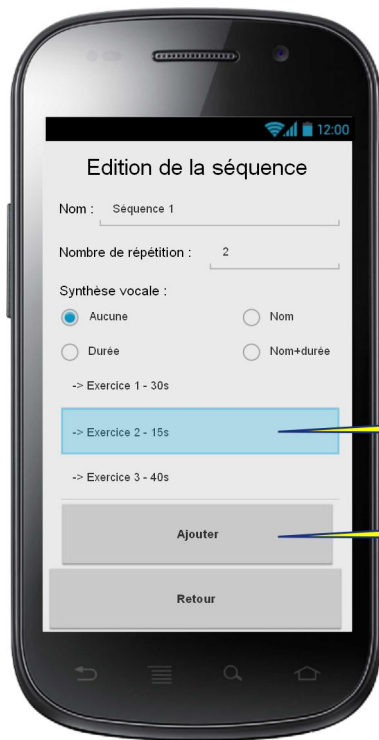 12:00
Edition de la séquence
Nom : Séquence 1
Nombre de répétition : 2
Synthèse vocale :
Aucune Nom
Durée Nom+durée
-> Exercice 1 - 30s
-> Exercice 2 - 15s
-> Exercice 3 - 40s
Ajouter
Retour